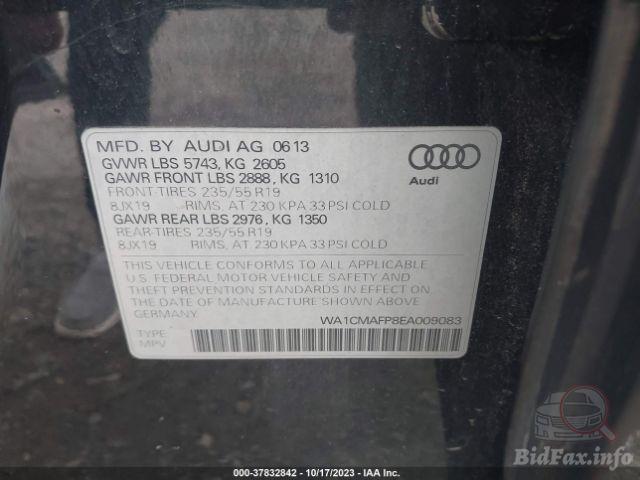 MFD. BY AUDI AG 0613
GVWR LBS 5743, KG 2605
GAWR FRONT LBS 2888, KG 1310
FRONT-TIRES 235/55 R19
8JX19 RIMS, AT 230 KPA 33 PSI COLD
GAWR REAR LBS 2976, KG 1350
REAR-TIRES 235/55 R19
8JX19 RIMS, AT 230 KPA 33 PSI COLD
Audi
THIS VEHICLE CONFORMS TO ALL APPLICABLE
U.S. FEDERAL MOTOR VEHICLE SAFETY AND
THEFT PREVENTION STANDARDS IN EFFECT ON
DATE OF MANUFACTURE SHOWN ABOVE.
GERMANY
WA1CMAFP8EA009083
TYPE:
MPV
BidFax.info
000-37832842 - 10/17/2023 - IAA Inc.